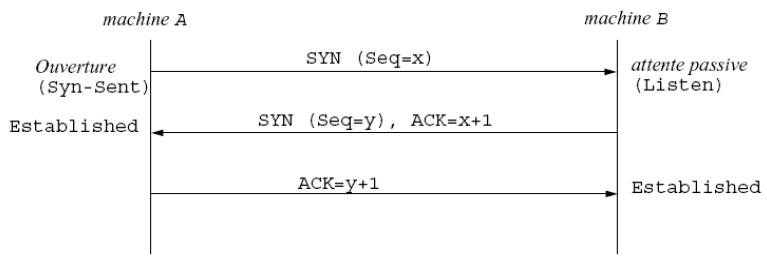 machine A
machine B
Ouverture
(Syn-Sent)
SYN (Seq=x)
attente passive
(Listen)
Established
SYN (Seq=y), ACK=x+1
ACK=y+1
Established